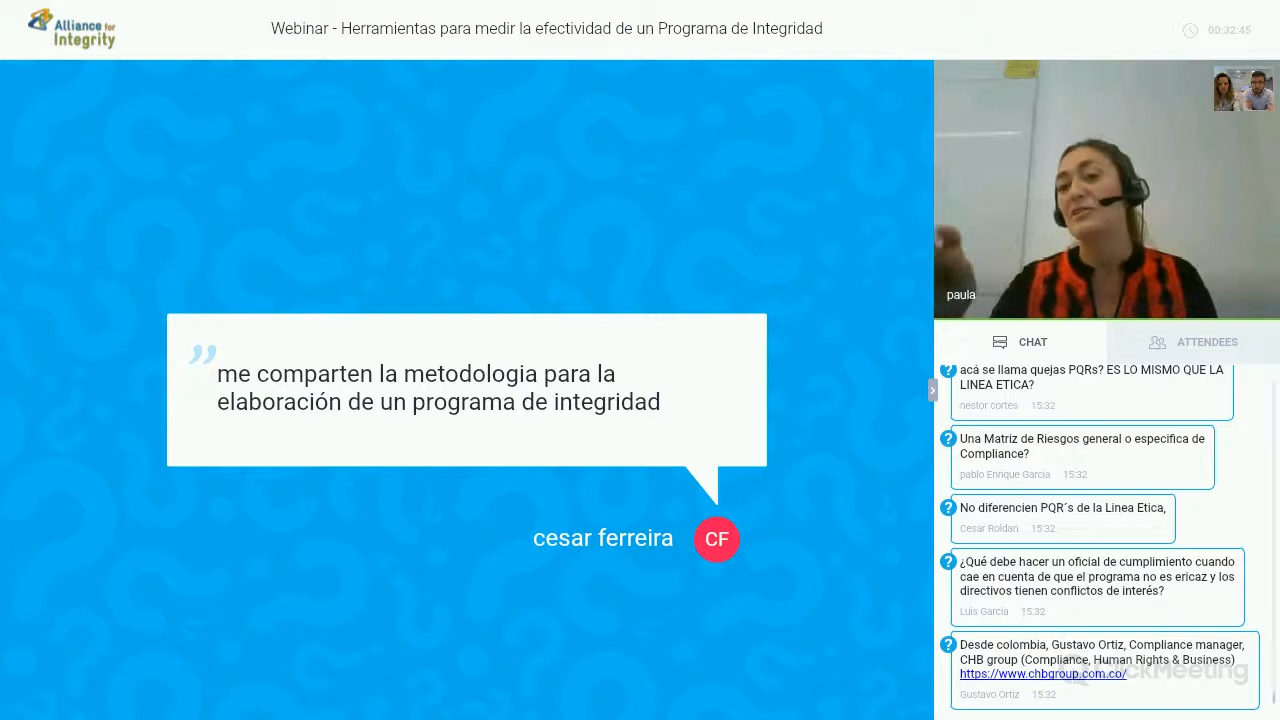 Alliance for
Integrity
Webinar - Herramientas para medir la efectividad de un Programa de Integridad
00:32:45
paula
CHAT
ATTENDEES
me comparten la metodologia para la
elaboración de un programa de integridad
cesar ferreira
CF
acá se llama quejas PQRs? ES LO MISMO QUE LA
LINEA ETICA?
nestor cortes 15:32
Una Matriz de Riesgos general o especifica de
Compliance?
pablo Enrique Garcia 15:32
No diferencien PQR´s de la Linea Etica,
Cesar Roldan 15:32
¿Qué debe hacer un oficial de cumplimiento cuando
cae en cuenta de que el programa no es ericaz y los
directivos tienen conflictos de interés?
Luis Garcia 15:32
Desde colombia, Gustavo Ortiz, Compliance manager,
CHB group (Compliance, Human Rights & Business)
https://www.chbgroup.com.co/
Gustavo Ortiz 15:32
ClickMeeting